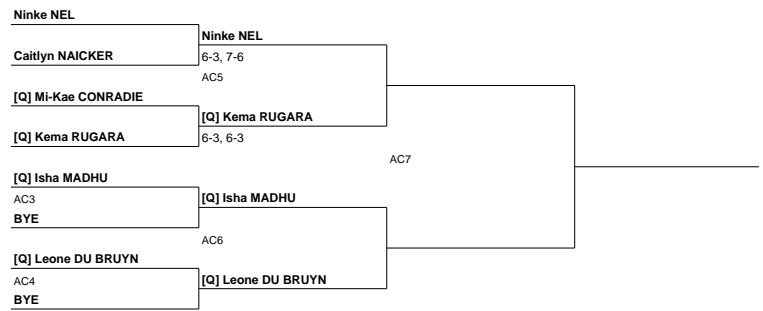 Ninke NEL
Ninke NEL
Caitlyn NAICKER
6-3, 7-6
AC5
[Q] Mi-Kae CONRADIE
[Q] Kema RUGARA
[Q] Kema RUGARA
6-3, 6-3
AC7
[Q] Isha MADHU
AC3
[Q] Isha MADHU
BYE
AC6
[Q] Leone DU BRUYN
AC4
[Q] Leone DU BRUYN
BYE